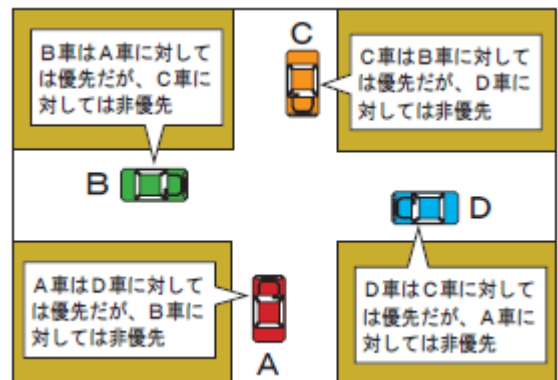 B車はA車に対して
は優先だが、C車に
対しては非優先
C
C車はB車に対して
は優先だが、D車に
対しては非優先
B
D
A車はD車に対して
は優先だが、B車に
対しては非優先
A
D車はC車に対して
は優先だが、A車に
対しては非優先